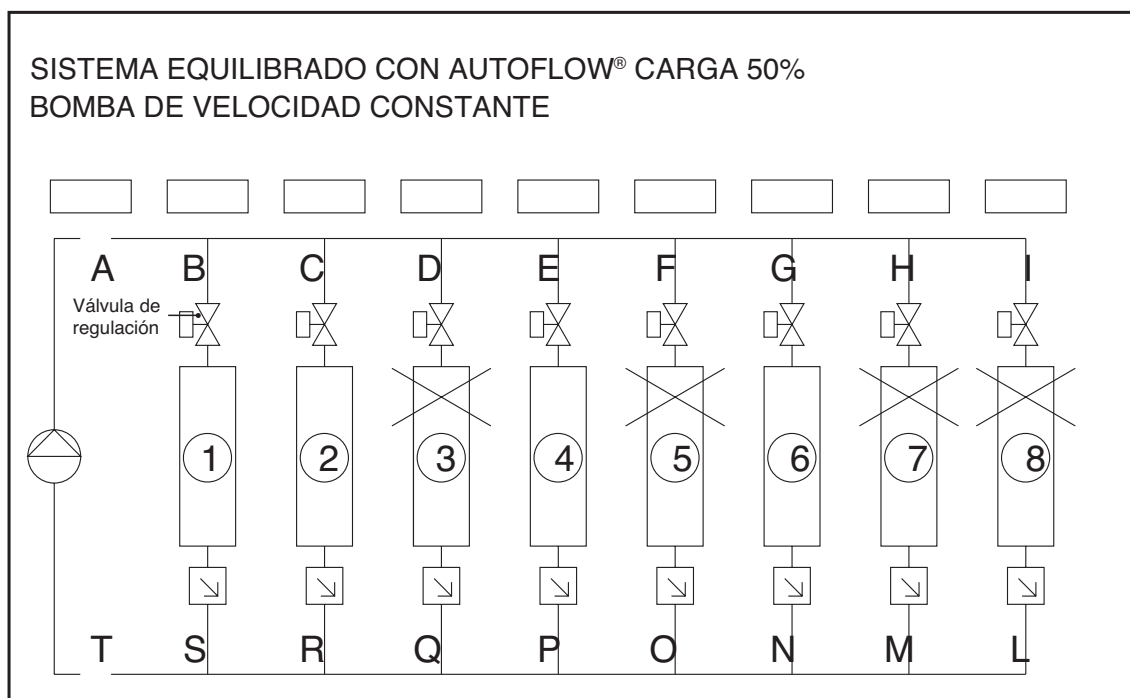 SISTEMA EQUILIBRADO CON AUTOFLOW® CARGA 50%
BOMBA DE VELOCIDAD CONSTANTE
A B C D E F G H I
Válvula de
regulación
1 2 3 4 5 6 7 8
T S R Q P O N M L